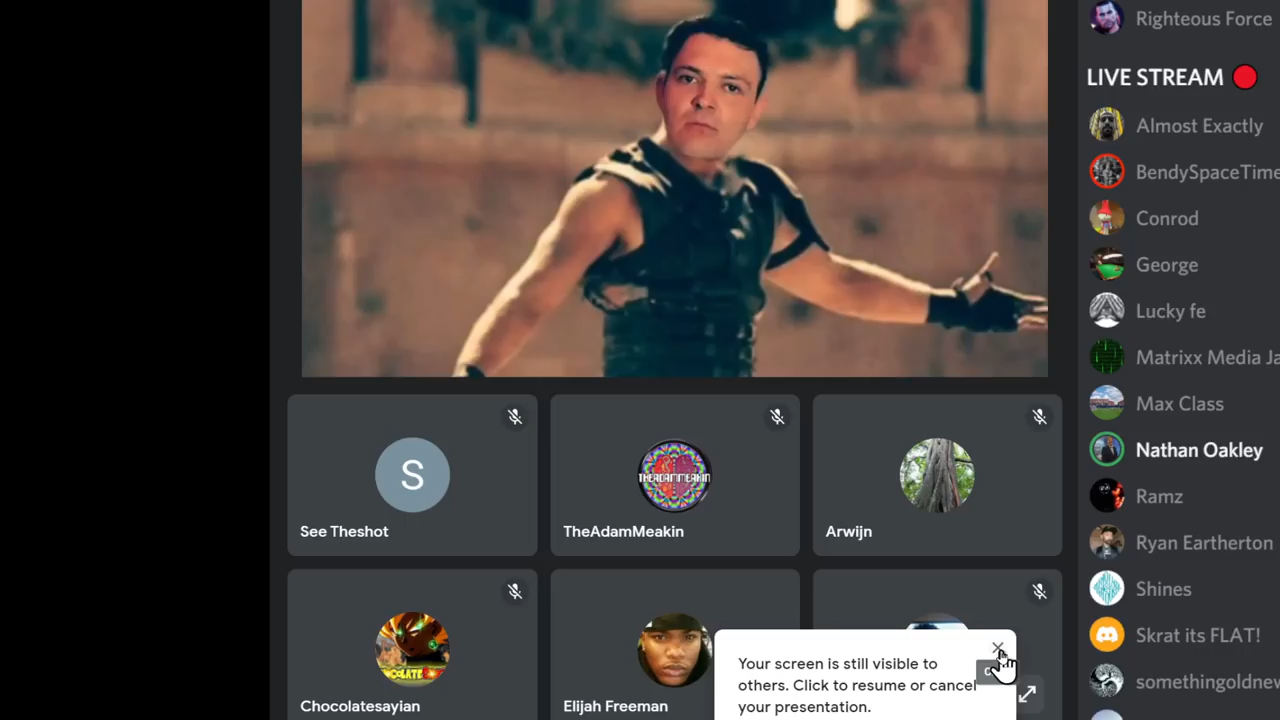 Righteous Force
LIVE STREAM
Almost Exactly
BendySpaceTime
Conrod
George
Lucky fe
Matrixx Media Ja
Max Class
Nathan Oakley
Ramz
Ryan Eartherton
Shines
Skrat its FLAT!
somethingoldnew
S
THEADAMMEAKIN
See Theshot
TheAdamMeakin
Arwijn
Chocolatesayian
Elijah Freeman
Your screen is still visible to
others. Click to resume or cancel
your presentation.